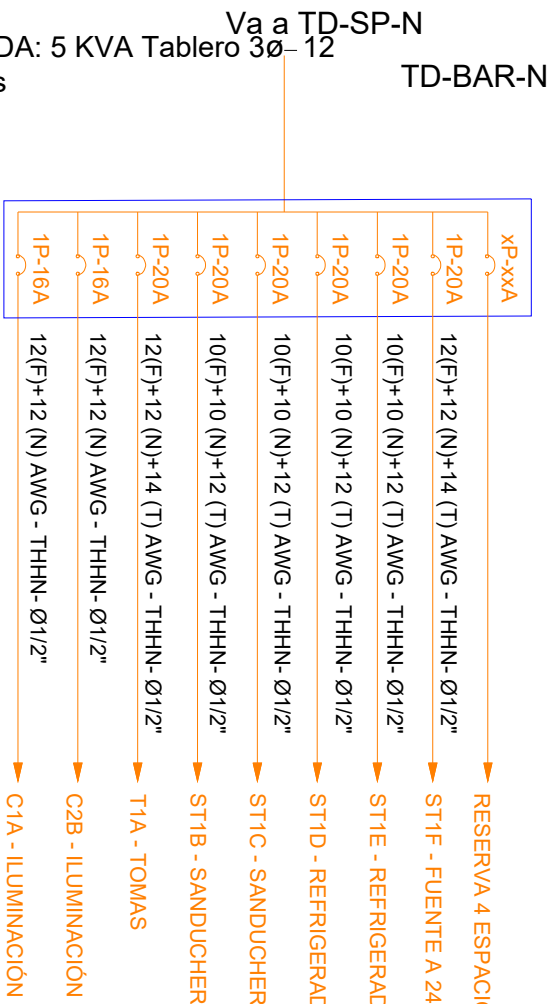 Va a TD-SP-N
DA: 5 KVA Tablero 3ø- 12
s
TD-BAR-N
1P-16A
1P-16A
1P-20A
1P-20A
1P-20A
1P-20A
1P-20A
1P-20A
xP-xxA
12(F)+12 (N) AWG - THHN- Ø1/2"
12(F)+12 (N) AWG - THHN- Ø1/2"
12(F)+12 (N)+14 (T) AWG - THHN- Ø1/2"
10(F)+10 (N)+12 (T) AWG - THHN- Ø1/2"
10(F)+10 (N)+12 (T) AWG - THHN- Ø1/2"
10(F)+10 (N)+12 (T) AWG - THHN- Ø1/2"
10(F)+10 (N)+12 (T) AWG - THHN- Ø1/2"
12(F)+12 (N)+14 (T) AWG - THHN- Ø1/2"
C1A - ILUMINACIÓN
C2B - ILUMINACIÓN
T1A - TOMAS
ST1B - SANDUCHER
ST1C - SANDUCHER
ST1D - REFRIGERAD
ST1E - REFRIGERAD
ST1F - FUENTE A 24
RESERVA 4 ESPACI